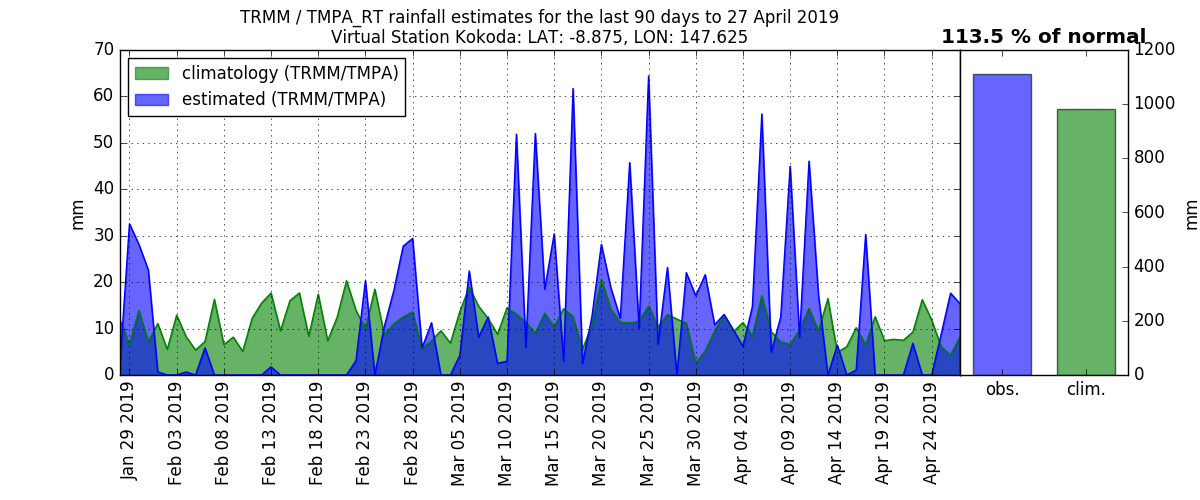 TRMM / TMPA_RT rainfall estimates for the last 90 days to 27 April 2019
Virtual Station Kokoda: LAT: -8.875, LON: 147.625
113.5 % of normal
climatology (TRMM/TMPA)
estimated (TRMM/TMPA)
70
60
50
40
30
20
10
0
mm
Jan 29 2019
Feb 03 2019
Feb 08 2019
Feb 13 2019
Feb 18 2019
Feb 23 2019
Feb 28 2019
Mar 05 2019
Mar 10 2019
Mar 15 2019
Mar 20 2019
Mar 25 2019
Mar 30 2019
Apr 04 2019
Apr 09 2019
Apr 14 2019
Apr 19 2019
Apr 24 2019
obs.
clim.
1200
1000
800
600
400
200
0
mm